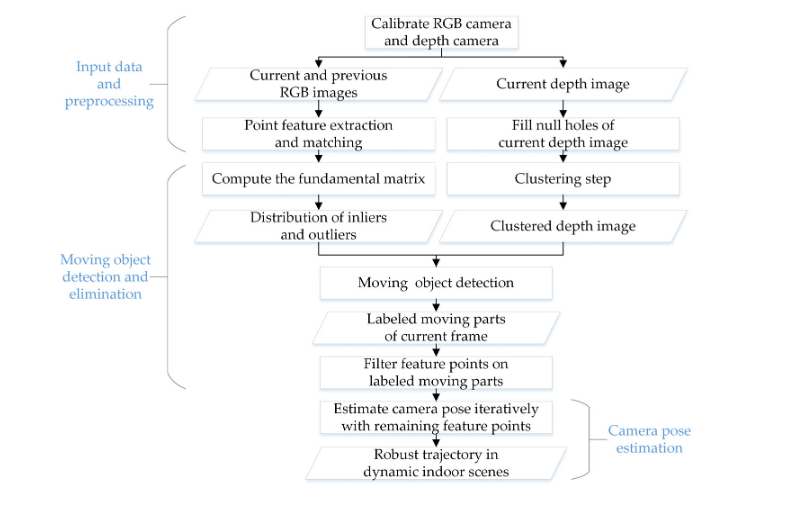 Calibrate RGB camera
and depth camera
Input data
and
preprocessing
Current and previous
RGB images
Current depth image
Point feature extraction
and matching
Fill null holes of
current depth image
Compute the fundamental matrix
Clustering step
Distribution of inliers
and outliers
Clustered depth image
Moving object
detection and
elimination
Moving object detection
Labeled moving parts
of current frame
Filter feature points on
labeled moving parts
Estimate camera pose iteratively
with remaining feature points
Camera pose
estimation
Robust trajectory in
dynamic indoor scenes